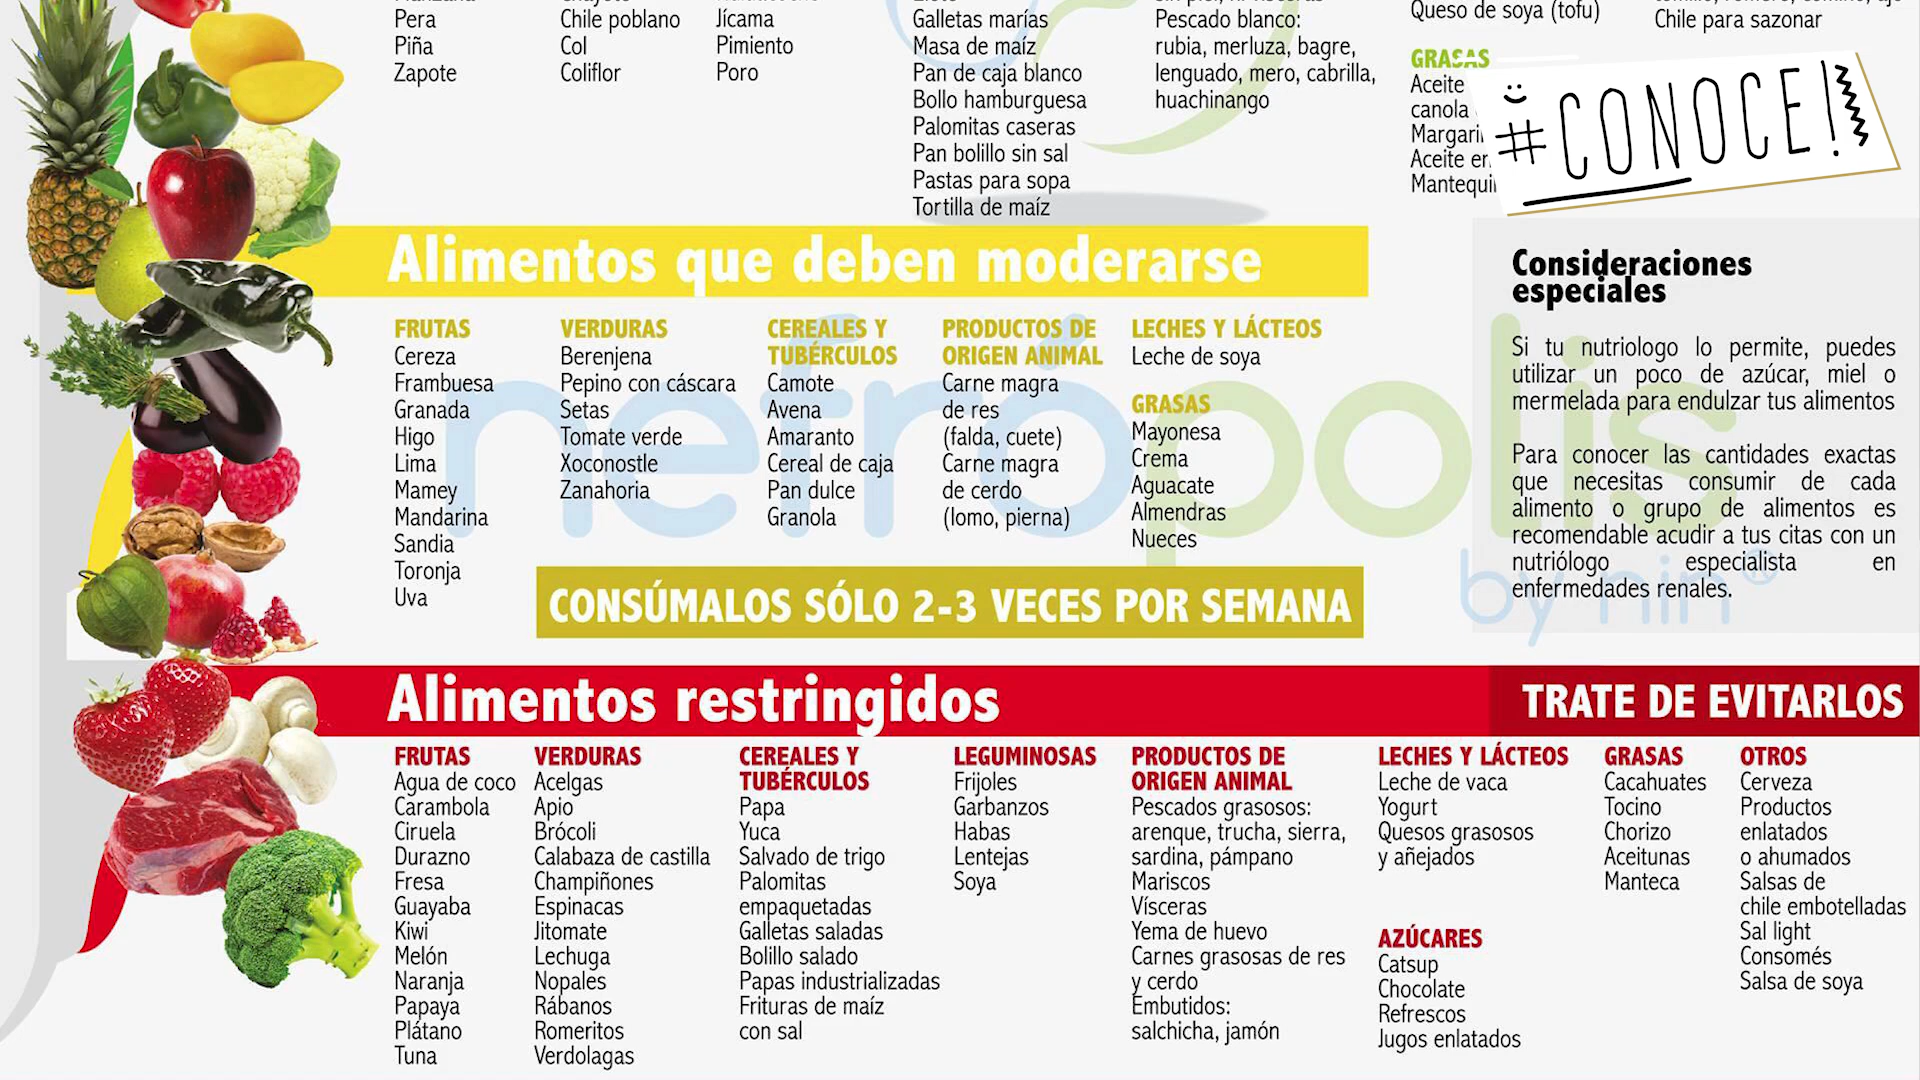 Pera
Piña
Zapote
Chile poblano
Col
Coliflor
Jícama
Pimiento
Poro
Galletas marías
Masa de maíz
Pan de caja blanco
Bollo hamburguesa
Palomitas caseras
Pan bolillo sin sal
Pastas para sopa
Tortilla de maíz
Pescado blanco:
rubia, merluza, bagre,
lenguado, mero, cabrilla,
huachinango
Queso de soya (tofu)
GRASAS
Aceite
canola
Chile para sazonar
#CONOCE!
Alimentos que deben moderarse
FRUTAS
Cereza
Frambuesa
Granada
Higo
Lima
Mamey
Mandarina
Sandia
Toronja
Uva
VERDURAS
Berenjena
Pepino con cáscara
Setas
Tomate verde
Xoconostle
Zanahoria
CEREALES Y
TUBÉRCULOS
Camote
Avena
Amaranto
Cereal de caja
Pan dulce
Granola
PRODUCTOS DE
ORIGEN ANIMAL
Carne magra
de res
(falda, cuete)
Carne magra
de cerdo
(lomo, pierna)
LECHES Y LÁCTEOS
Leche de soya
GRASAS
Mayonesa
Crema
Aguacate
Almendras
Nueces
CONSÚMALOS SÓLO 2-3 VECES POR SEMANA
Consideraciones
especiales
Si tu nutriologo lo permite, puedes
utilizar un poco de azúcar, miel o
mermelada para endulzar tus alimentos
Para conocer las cantidades exactas
que necesitas consumir de cada
alimento o grupo de alimentos es
recomendable acudir a tus citas con un
nutriólogo especialista en
enfermedades renales.
nefrópolis
by nin®
Alimentos restringidos
TRATE DE EVITARLOS
FRUTAS
Agua de coco
Carambola
Ciruela
Durazno
Fresa
Guayaba
Kiwi
Melón
Naranja
Papaya
Plátano
Tuna
VERDURAS
Acelgas
Apio
Brócoli
Calabaza de castilla
Champiñones
Espinacas
Jitomate
Lechuga
Nopales
Rábanos
Romeritos
Verdolagas
CEREALES Y
TUBÉRCULOS
Papa
Yuca
Salvado de trigo
Palomitas
empaquetadas
Galletas saladas
Bolillo salado
Papas industrializadas
Frituras de maíz
con sal
LEGUMINOSAS
Frijoles
Garbanzos
Habas
Lentejas
Soya
PRODUCTOS DE
ORIGEN ANIMAL
Pescados grasosos:
arenque, trucha, sierra,
sardina, pámpano
Mariscos
Vísceras
Yema de huevo
Carnes grasosas de res
y cerdo
Embutidos:
salchicha, jamón
LECHES Y LÁCTEOS
Leche de vaca
Yogurt
Quesos grasosos
y añejados
AZÚCARES
Catsup
Chocolate
Refrescos
Jugos enlatados
GRASAS
Cacahuates
Tocino
Chorizo
Aceitunas
Manteca
OTROS
Cerveza
Productos
enlatados
o ahumados
Salsas de
chile embotelladas
Sal light
Consomés
Salsa de soya